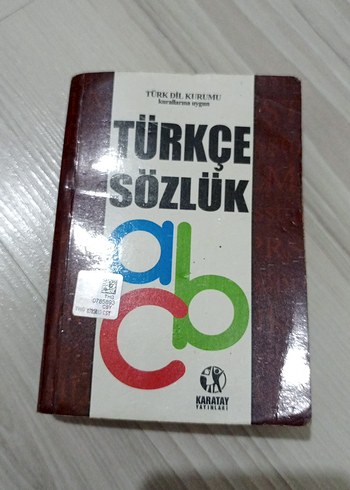 TÜRK DİL KURUMU
kurallarına uygun
TÜRKÇE
SÖZLÜK
abc
KARATAY
YAYINLARI